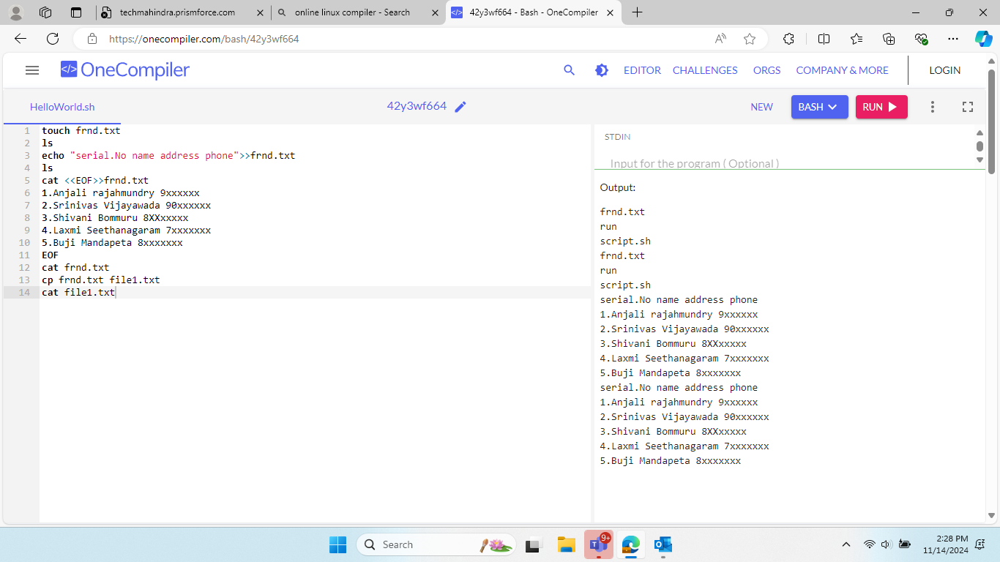 techmahindra.prismforce.com
online linux compiler - Search
42y3wf664 - Bash - OneCompiler
https://onecompiler.com/bash/42y3wf664
</> OneCompiler
EDITOR CHALLENGES ORGS COMPANY & MORE LOGIN
HelloWorld.sh
42y3wf664
NEW BASH RUN
1 touch frnd.txt
2 ls
3 echo "serial.No name address phone">>frnd.txt
4 ls
5 cat <<EOF>>frnd.txt
6 1.Anjali rajahmundry 9xxxxxx
7 2.Srinivas Vijayawada 90xxxxxx
8 3.Shivani Bommuru 8XXxxxxx
9 4.Laxmi Seethanagaram 7xxxxxxx
10 5.Buji Mandapeta 8xxxxxxx
11 EOF
12 cat frnd.txt
13 cp frnd.txt file1.txt
14 cat file1.txt
STDIN
Input for the program ( Optional )
Output:
frnd.txt
run
script.sh
frnd.txt
run
script.sh
serial.No name address phone
1.Anjali rajahmundry 9xxxxxx
2.Srinivas Vijayawada 90xxxxxx
3.Shivani Bommuru 8XXxxxxx
4.Laxmi Seethanagaram 7xxxxxxx
5.Buji Mandapeta 8xxxxxxx
serial.No name address phone
1.Anjali rajahmundry 9xxxxxx
2.Srinivas Vijayawada 90xxxxxx
3.Shivani Bommuru 8XXxxxxx
4.Laxmi Seethanagaram 7xxxxxxx
5.Buji Mandapeta 8xxxxxxx
Search
9+
2:28 PM
11/14/2024